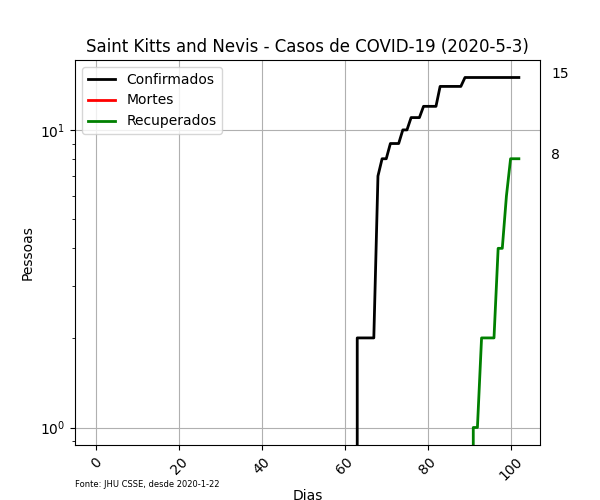 Saint Kitts and Nevis - Casos de COVID-19 (2020-5-3)
Confirmados
Mortes
Recuperados
15
8
10¹
10⁰
Pessoas
0 20 40 60 80 100
Dias
Fonte: JHU CSSE, desde 2020-1-22